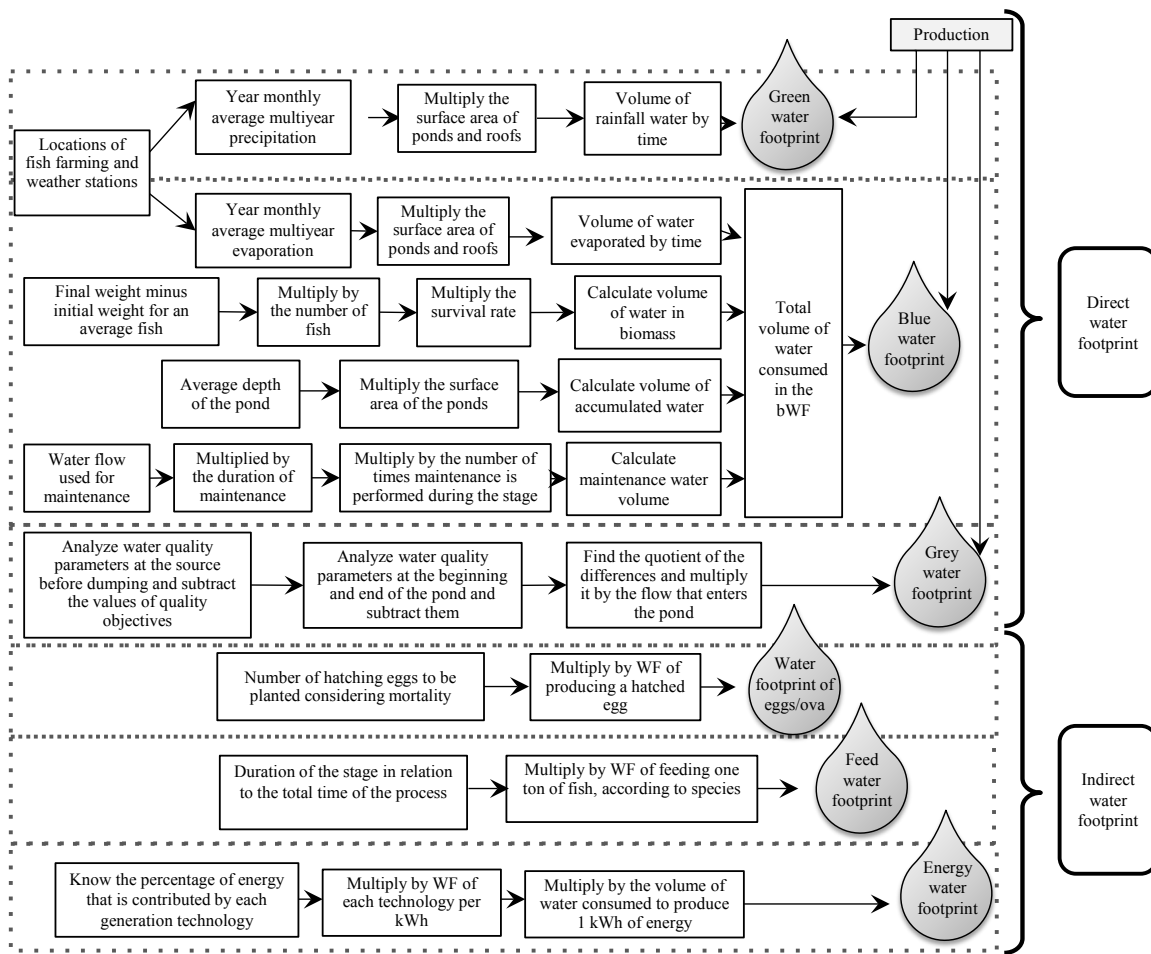 Production
Year monthly
average multiyear
precipitation
Multiply the
surface area of
ponds and roofs
Volume of
rainfall water by
time
Green
water
footprint
Locations of
fish farming and
weather stations
Year monthly
average multiyear
evaporation
Multiply the
surface area of
ponds and roofs
Volume of water
evaporated by time
Final weight minus
initial weight for an
average fish
Multiply by
the number of
fish
Multiply the
survival rate
Calculate volume
of water in
biomass
Average depth
of the pond
Multiply the surface
area of the ponds
Calculate volume of
accumulated water
Water flow
used for
maintenance
Multiplied by
the duration of
maintenance
Multiply by the number of
times maintenance is
performed during the stage
Calculate
maintenance water
volume
Total
volume of
water
consumed
in the
bWF
Blue
water
footprint
Direct
water
footprint
Analyze water quality
parameters at the source
before dumping and subtract
the values of quality
objectives
Analyze water quality
parameters at the beginning
and end of the pond and
subtract them
Find the quotient of the
differences and multiply
it by the flow that enters
the pond
Grey
water
footprint
Number of hatching eggs to be
planted considering mortality
Multiply by WF of
producing a hatched
egg
Water
footprint of
eggs/ova
Duration of the stage in relation
to the total time of the process
Multiply by WF of feeding one
ton of fish, according to species
Feed
water
footprint
Indirect
water
footprint
Know the percentage of energy
that is contributed by each
generation technology
Multiply by WF of
each technology per
kWh
Multiply by the volume of
water consumed to produce
1 kWh of energy
Energy
water
footprint